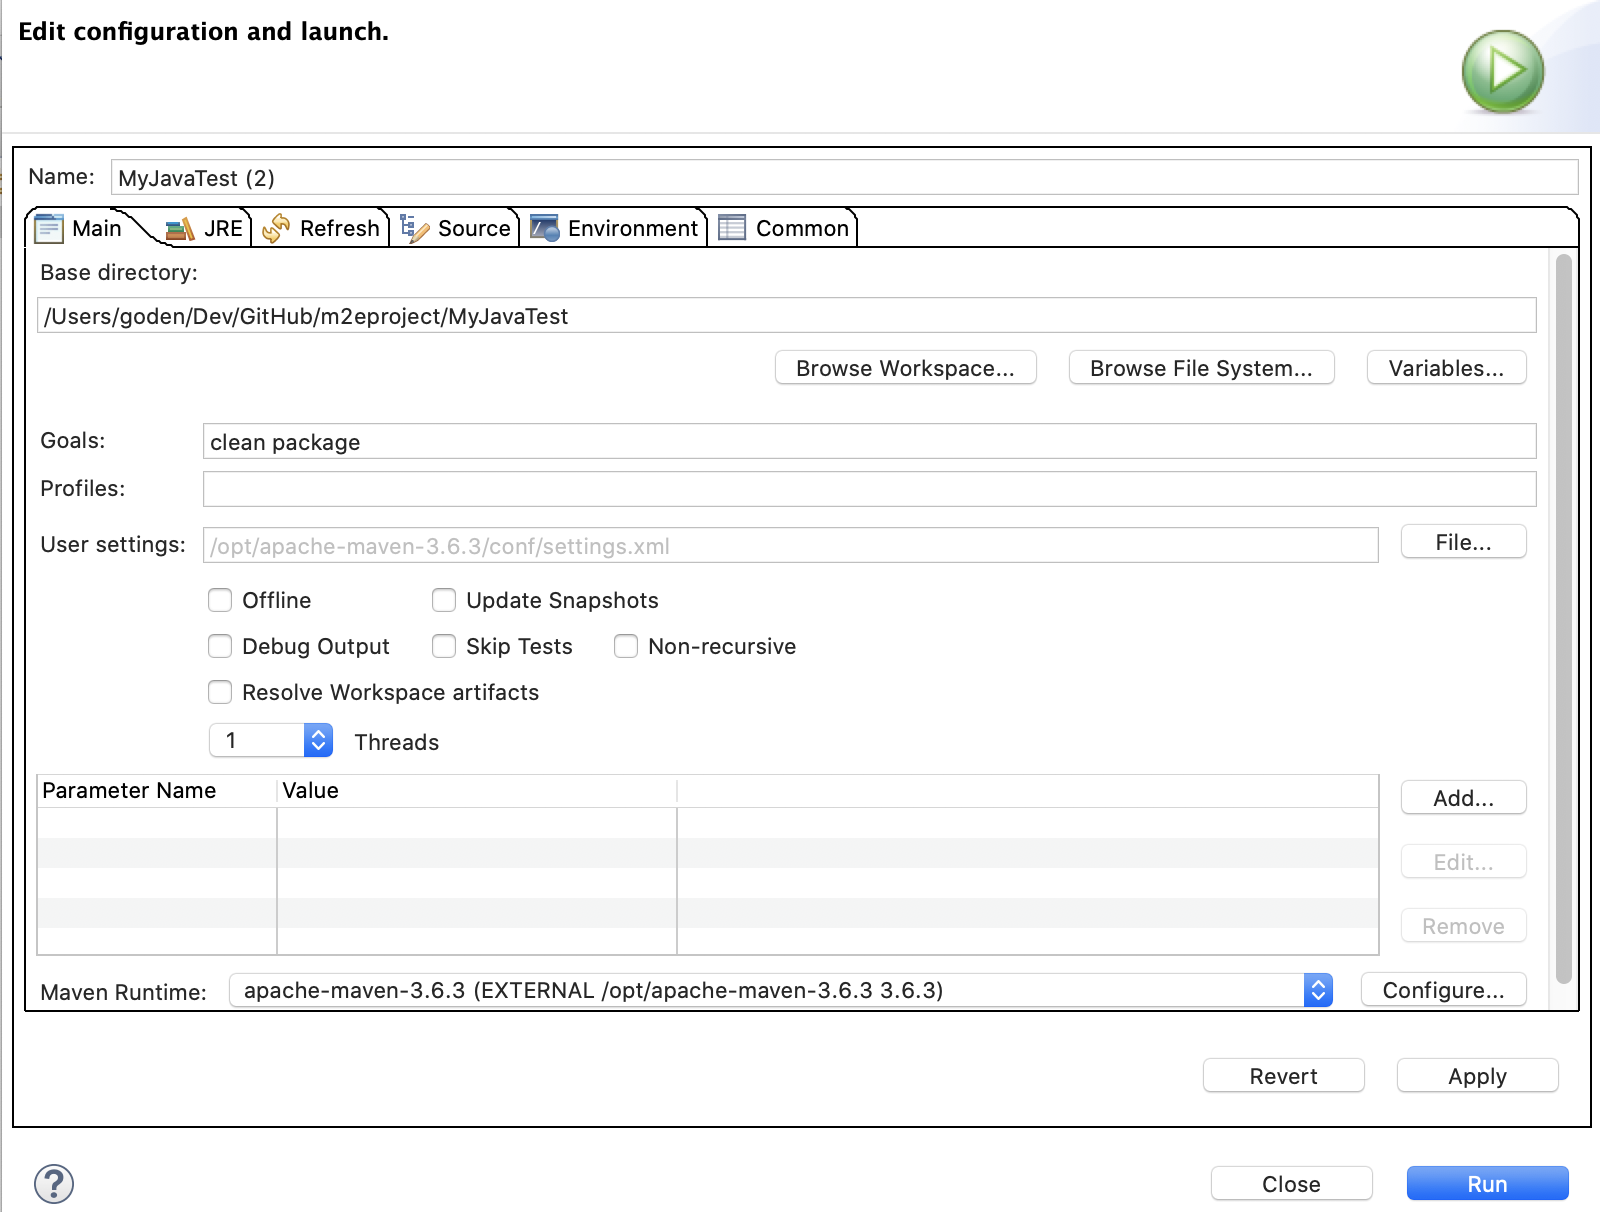 Edit configuration and launch.
Name: MyJavaTest (2)
Main JRE Refresh Source Environment Common
Base directory:
/Users/goden/Dev/GitHub/m2eproject/MyJavaTest
Browse Workspace... Browse File System... Variables...
Goals: clean package
Profiles:
User settings: /opt/apache-maven-3.6.3/conf/settings.xml File...
Offline Update Snapshots
Debug Output Skip Tests Non-recursive
Resolve Workspace artifacts
1 Threads
Parameter Name Value
Add...
Edit...
Remove
Maven Runtime: apache-maven-3.6.3 (EXTERNAL /opt/apache-maven-3.6.3 3.6.3) Configure...
Revert Apply
? Close Run